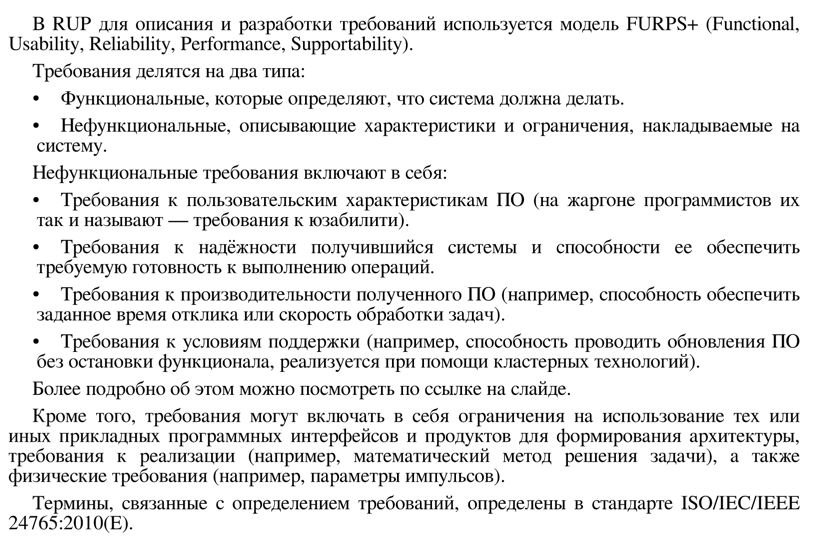 В RUP для описания и разработки требований используется модель FURPS+ (Functional,
Usability, Reliability, Performance, Supportability).
Требования делятся на два типа:
• Функциональные, которые определяют, что система должна делать.
• Нефункциональные, описывающие характеристики и ограничения, накладываемые на
систему.
Нефункциональные требования включают в себя:
• Требования к пользовательским характеристикам ПО (на жаргоне программистов их
так и называют — требования к юзабилити).
• Требования к надёжности получившийся системы и способности ее обеспечить
требуемую готовность к выполнению операций.
• Требования к производительности полученного ПО (например, способность обеспечить
заданное время отклика или скорость обработки задач).
• Требования к условиям поддержки (например, способность проводить обновления ПО
без остановки функционала, реализуется при помощи кластерных технологий).
Более подробно об этом можно посмотреть по ссылке на слайде.
Кроме того, требования могут включать в себя ограничения на использование тех или
иных прикладных программных интерфейсов и продуктов для формирования архитектуры,
требования к реализации (например, математический метод решения задачи), а также
физические требования (например, параметры импульсов).
Термины, связанные с определением требований, определены в стандарте ISO/IEC/IEEE
24765:2010(E).